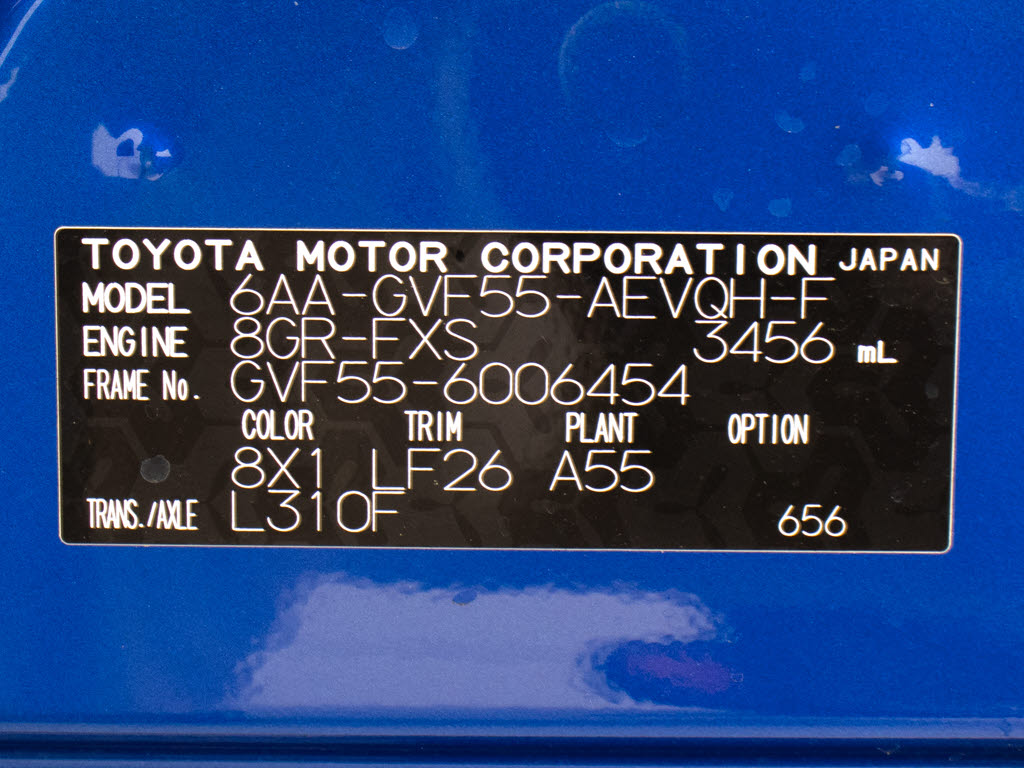 TOYOTA MOTOR CORPORATION JAPAN
MODEL 6AA-GVF55-AEVQH-F
ENGINE 8GR-FXS 3456 mL
FRAME No. GVF55-6006454
COLOR TRIM PLANT OPTION
8X1 LF26 A55
TRANS./AXLE L310F 656